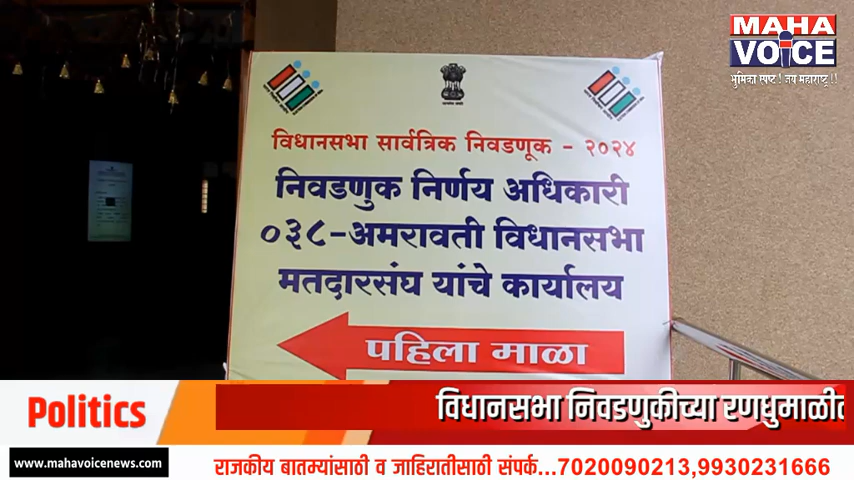 MAHA
VOICE
भुमिका स्पष्ट ! जय महाराष्ट्र !!
विधानसभा सार्वत्रिक निवडणूक - २०२४
निवडणुक निर्णय अधिकारी
०३८-अमरावती विधानसभा
मतदारसंघ यांचे कार्यालय
पहिला माळा
Politics
विधानसभा निवडणुकीच्या रणधुमाळीत
www.mahavoicenews.com
राजकीय बातम्यांसाठी व जाहिरातीसाठी संपर्क...7020090213,9930231666